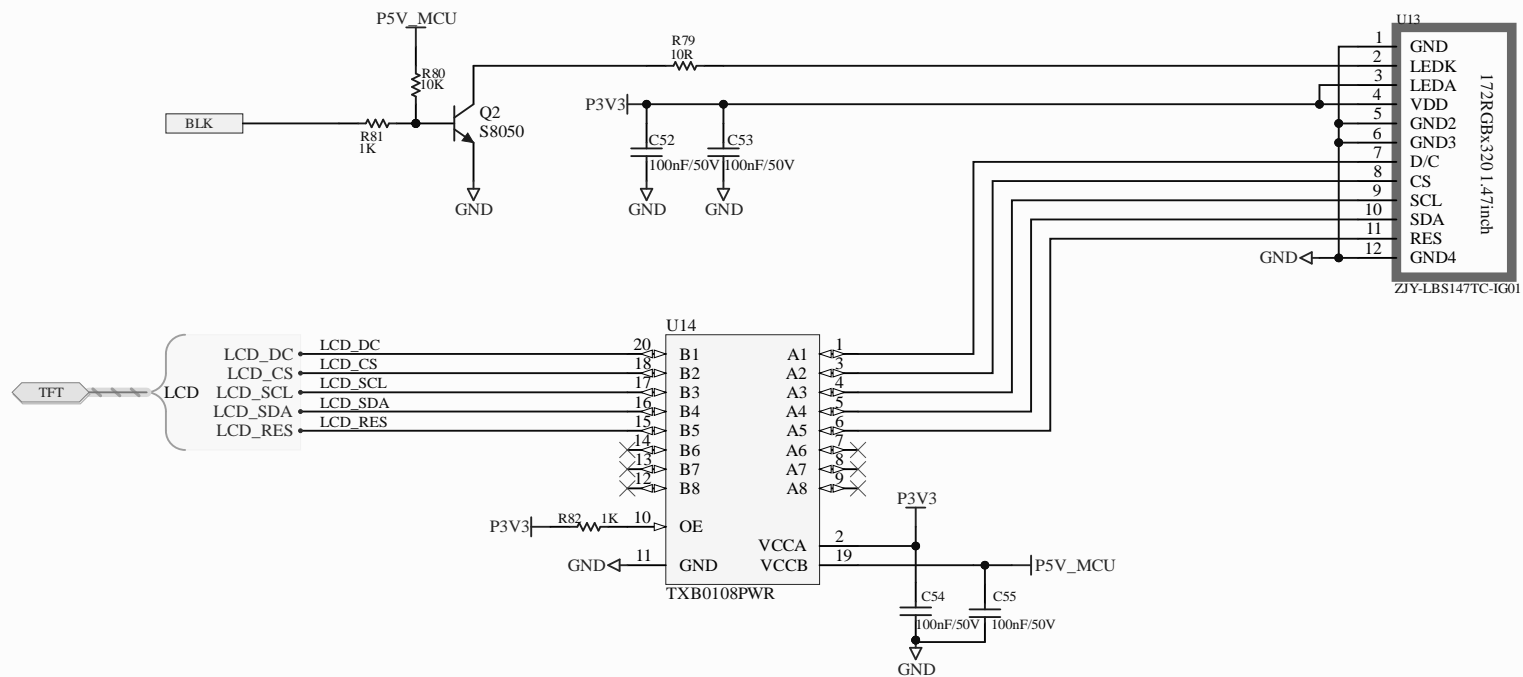 P5V_MCU
R80
10K
BLK
R81
1K
Q2
S8050
GND
R79
10R
P3V3
C52
100nF/50V
GND
C53
100nF/50V
GND
U13
1 GND
2 LEDK
3 LEDA
4 VDD
5 GND2
6 GND3
7 D/C
8 CS
9 SCL
10 SDA
11 RES
12 GND4
172RGBx320 1.47inch
GND
ZJY-LBS147TC-IG01
TFT
LCD
LCD_DC
LCD_CS
LCD_SCL
LCD_SDA
LCD_RES
LCD_DC
LCD_CS
LCD_SCL
LCD_SDA
LCD_RES
U14
20 B1 A1 1
18 B2 A2 3
17 B3 A3 4
16 B4 A4 5
15 B5 A5 6
14 B6 A6 7
13 B7 A7 8
12 B8 A8 9
P3V3 R82 1K 10 OE
VCCA 2
GND 11 GND VCCB 19
TXB0108PWR
P3V3
P5V_MCU
C54
100nF/50V
C55
100nF/50V
GND